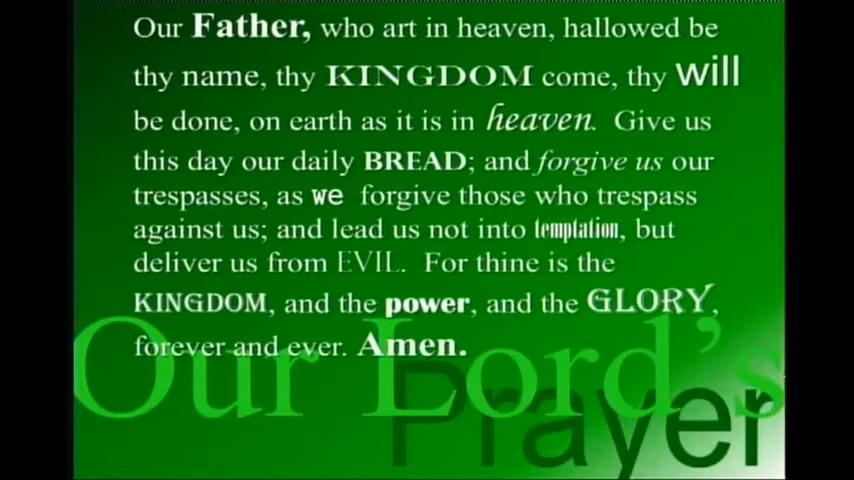 Our Father, who art in heaven, hallowed be
thy name, thy KINGDOM come, thy will
be done, on earth as it is in heaven. Give us
this day our daily BREAD; and forgive us our
trespasses, as we forgive those who trespass
against us; and lead us not into temptation, but
deliver us from EVIL. For thine is the
KINGDOM, and the power, and the GLORY,
forever and ever. Amen.
Our Lord's
Prayer